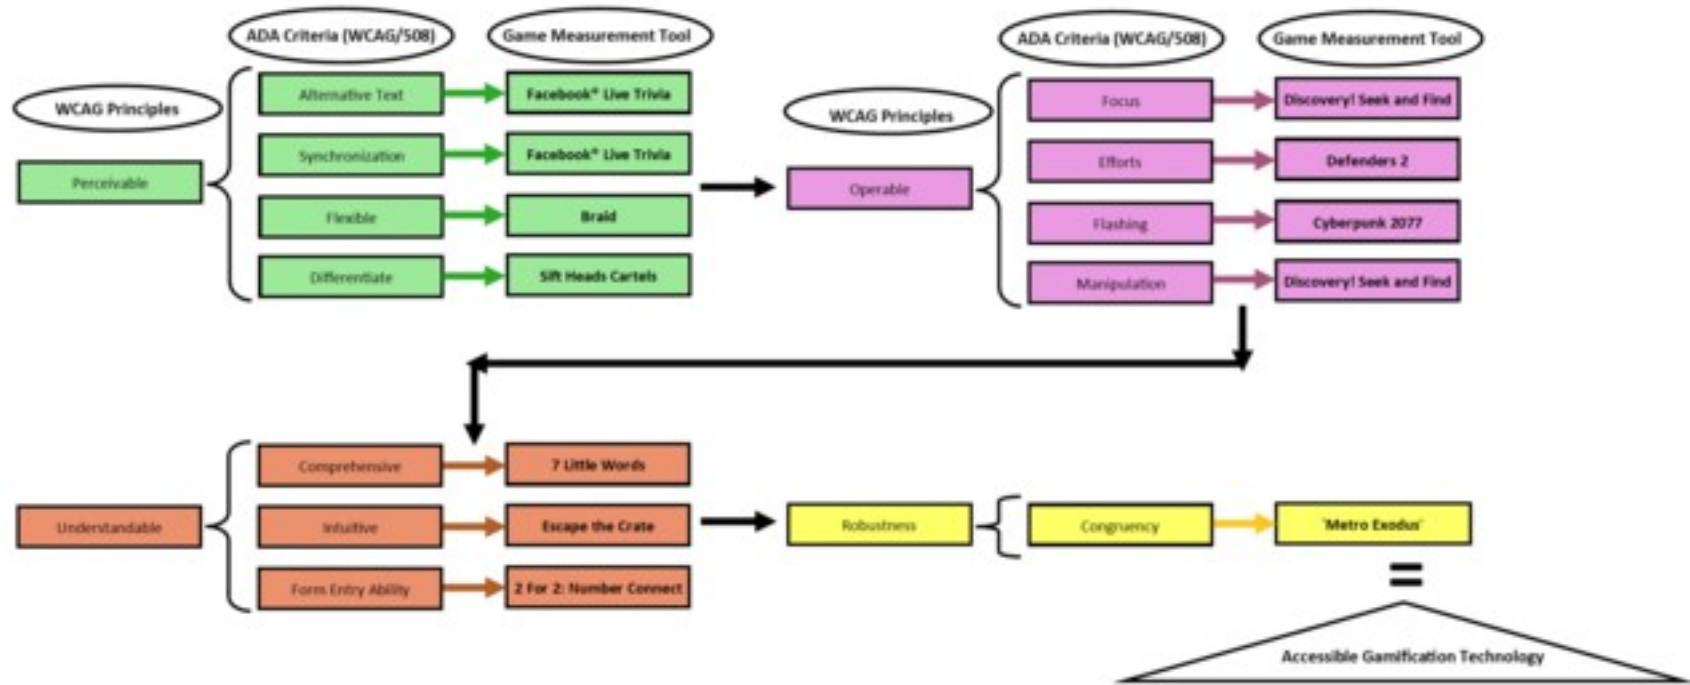 ADA Criteria (WCAG/508)
Game Measurement Tool
WCAG Principles
Perceivable
Alternative Text
Facebook® Live Trivia
Synchronization
Facebook® Live Trivia
Flexible
Braid
Differentiate
Sift Heads Cartels
ADA Criteria (WCAG/508)
Game Measurement Tool
WCAG Principles
Operable
Focus
Discovery! Seek and Find
Efforts
Defenders 2
Flashing
Cyberpunk 2077
Manipulation
Discovery! Seek and Find
Understandable
Comprehensive
7 Little Words
Intuitive
Escape the Crate
Form Entry Ability
2 For 2: Number Connect
Robustness
Congruency
'Metro Exodus'
=
Accessible Gamification Technology